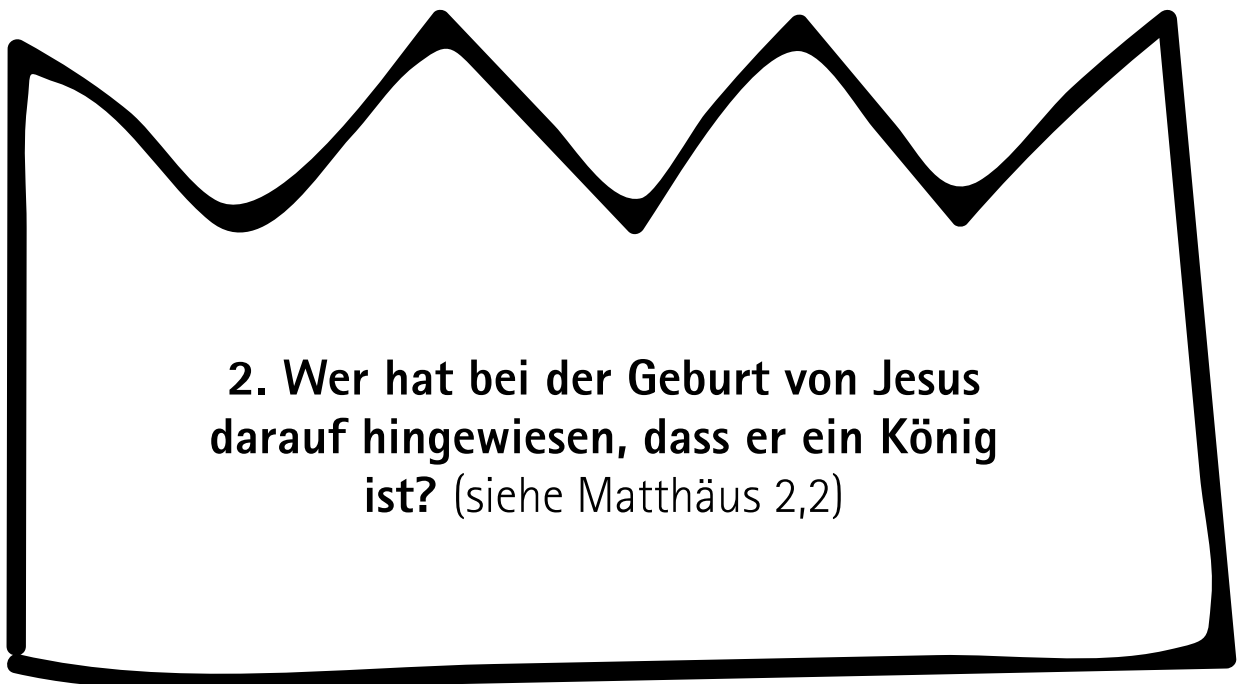 2. Wer hat bei der Geburt von Jesus
darauf hingewiesen, dass er ein König
ist? (siehe Matthäus 2,2)